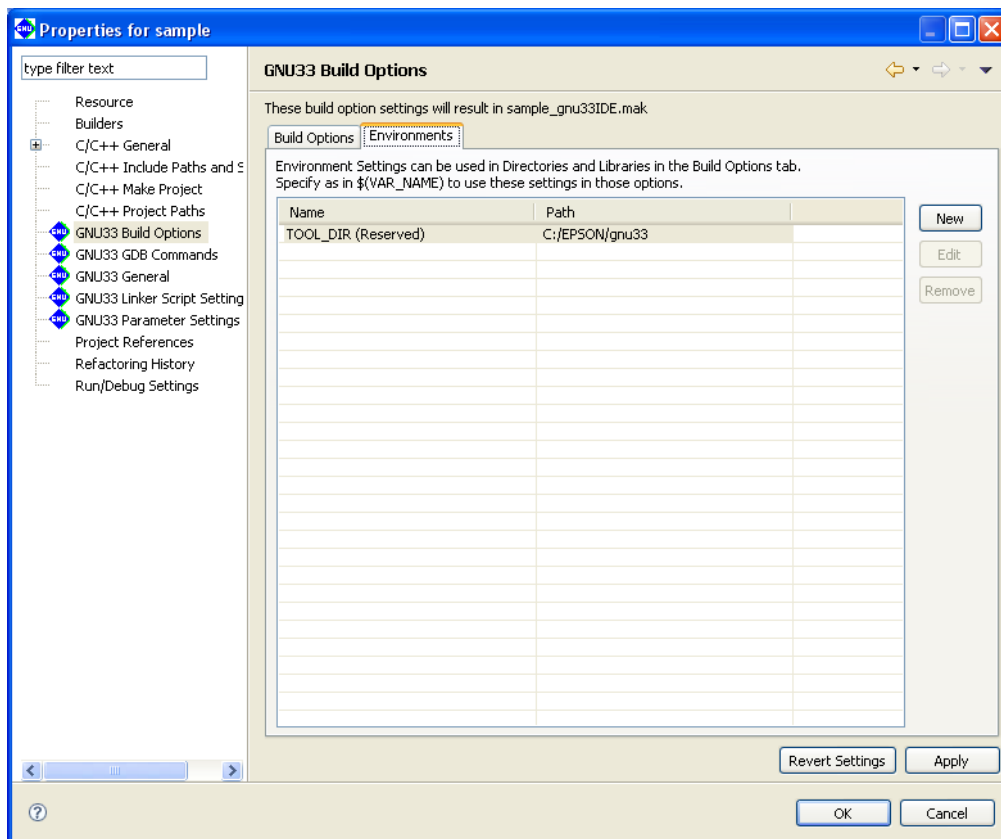 Properties for sample
type filter text
Resource
Builders
C/C++ General
C/C++ Include Paths and S
C/C++ Make Project
C/C++ Project Paths
GNU33 Build Options
GNU33 GDB Commands
GNU33 General
GNU33 Linker Script Setting
GNU33 Parameter Settings
Project References
Refactoring History
Run/Debug Settings
GNU33 Build Options
These build option settings will result in sample_gnu33IDE.mak
Build Options Environments
Environment Settings can be used in Directories and Libraries in the Build Options tab.
Specify as in $(VAR_NAME) to use these settings in those options.
Name Path
TOOL_DIR (Reserved) C:/EPSON/gnu33
New
Edit
Remove
Revert Settings Apply
OK Cancel